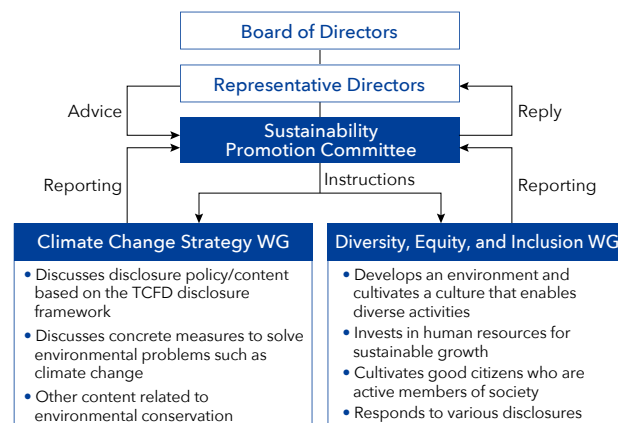 Board of Directors
Representative Directors
Advice
Reply
Sustainability
Promotion Committee
Reporting
Instructions
Reporting
Climate Change Strategy WG
• Discusses disclosure policy/content
based on the TCFD disclosure
framework
• Discusses concrete measures to solve
environmental problems such as
climate change
• Other content related to
environmental conservation
Diversity, Equity, and Inclusion WG
• Develops an environment and
cultivates a culture that enables
diverse activities
• Invests in human resources for
sustainable growth
• Cultivates good citizens who are
active members of society
• Responds to various disclosures